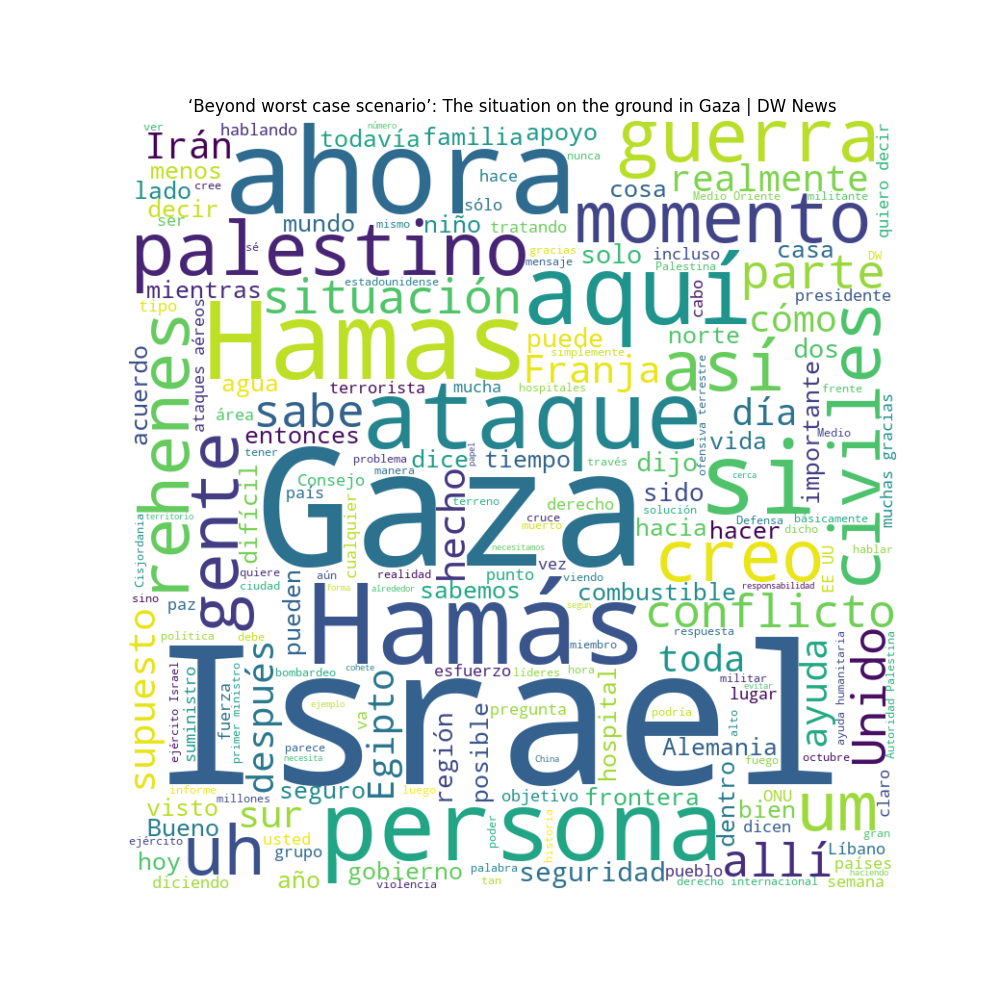 ‘Beyond worst case scenario’: The situation on the ground in Gaza | DW News
ver
hablando
todavía
número
familia
apoyo
guerra
Irán
ahora
nunca
menos
hace
cosa
realmente
quiero decir
lado
cree
Medio Oriente
militante
decir
sólo
momento
ser
mundo
mismo
niño
tratando
palestino
sé
gracias
solo
incluso
casa
DW
mensaje
Palestina
parte
mientras
situación
estadounidense
aquí
cabo
presidente
tipo
ataques aéreos
Hamas
puede
norte
cómo
rehenes
simplemente
así
dos
civiles
acuerdo
agua
terrorista
mucha
hospitales
Franja
ofensiva terrestre
importante
frente
área
sabe
ataque
día
muchas gracias
entonces
vida
Medio
gente
tener
problema
dice
papel
tiempo
través
dijo
si
cerca
difícil
Consejo
manera
Gaza
país
hecho
terreno
derecho
sido
solución
Cisjordania
territorio
cualquier
cruce
muerto
hacia
hacer
Defensa
básicamente
dicho
necesitamos
creo
EE UU
hablar
quiere
aún
realidad
punto
vez
viendo
responsabilidad
ciudad
forma
alrededor
sabemos
combustible
sino
paz
pueden
Hamás
según
conflicto
supuesto
política
debe
miembro
respuesta
Unido
después
bombardeo
cohete
esfuerzo
líderes
hora
toda
militar
ayuda
ayuda humanitaria
Autoridad Palestina
ejército Israel
suministro
fuerza
primer ministro
Israel
Egipto
evitar
lugar
ejemplo
va
región
posible
pregunta
hospital
podría
alto
parece
necesita
China
Alemania
fuego
octubre
informe
millones
seguro
luego
objetivo
frontera
dentro
ONU
claro
visto
sur
bien
um
gran
Bueno
persona
poder
historia
dicen
ejército
uh
usted
Líbano
hoy
grupo
gobierno
palabra
seguridad
pueblo
allí
países
haciendo
diciendo
año
violencia
tan
derecho internacional
semana